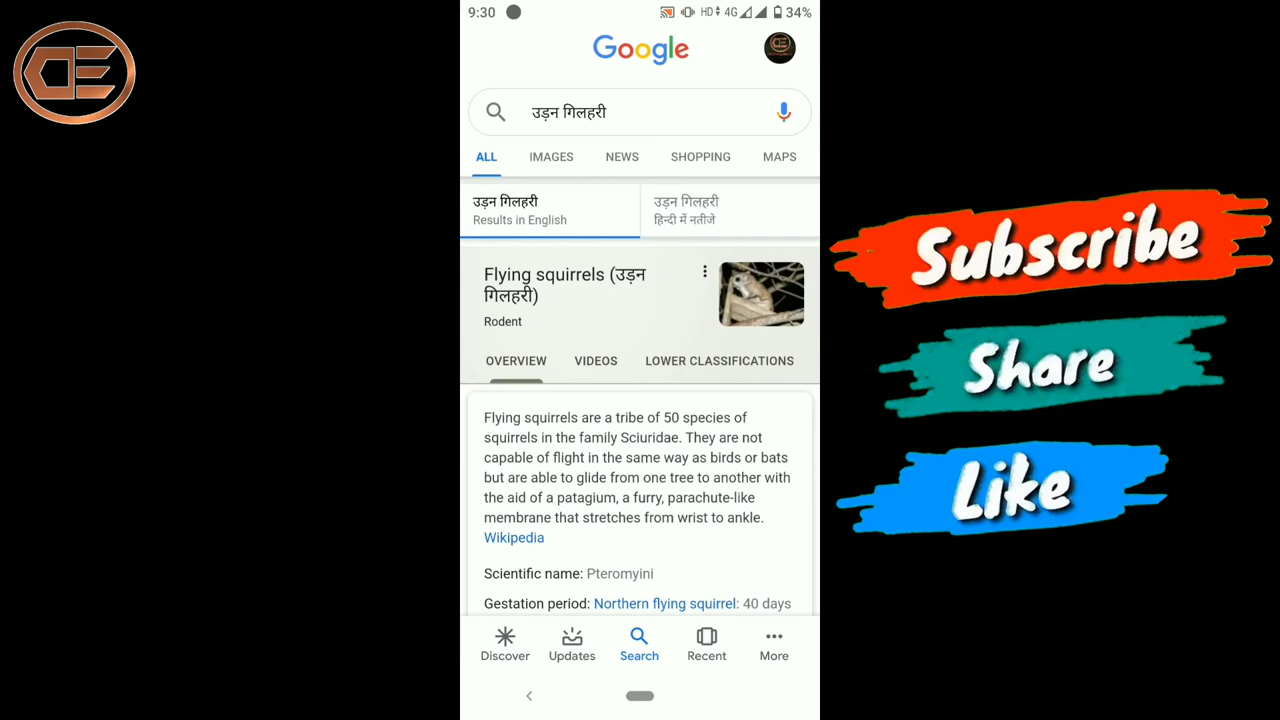 DE
9:30
HD 4G 34%
Google
उड़न गिलहरी
ALL IMAGES NEWS SHOPPING MAPS
उड़न गिलहरी
Results in English
उड़न गिलहरी
हिन्दी में नतीजे
Flying squirrels (उड़न
गिलहरी)
Rodent
OVERVIEW VIDEOS LOWER CLASSIFICATIONS
Flying squirrels are a tribe of 50 species of
squirrels in the family Sciuridae. They are not
capable of flight in the same way as birds or bats
but are able to glide from one tree to another with
the aid of a patagium, a furry, parachute-like
membrane that stretches from wrist to ankle.
Wikipedia
Scientific name: Pteromyini
Gestation period: Northern flying squirrel: 40 days
Discover Updates Search Recent More
Subscribe
Share
Like